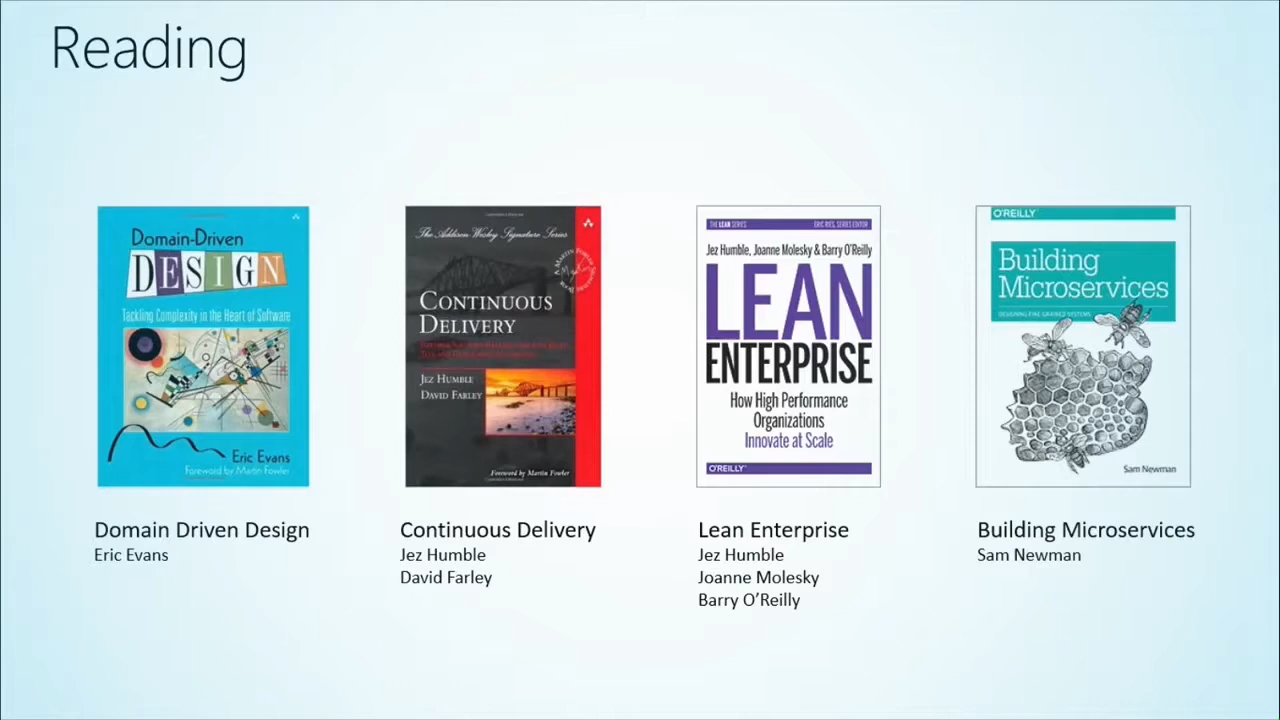 Reading
Domain-Driven
DESIGN
Tackling Complexity in the Heart of Software
Eric Evans
Foreword by Martin Fowler
The Addison Wesley Signature Series
CONTINUOUS
DELIVERY
JEZ HUMBLE
DAVID FARLEY
Foreword by Martin Fowler
THE LEAN SERIES
ERIC RIES, SERIES EDITOR
Jez Humble, Joanne Molesky & Barry O'Reilly
LEAN
ENTERPRISE
How High Performance
Organizations
Innovate at Scale
O'REILLY
O'REILLY
Building
Microservices
DESIGNING FINE-GRAINED SYSTEMS
Sam Newman
Domain Driven Design
Eric Evans
Continuous Delivery
Jez Humble
David Farley
Lean Enterprise
Jez Humble
Joanne Molesky
Barry O’Reilly
Building Microservices
Sam Newman